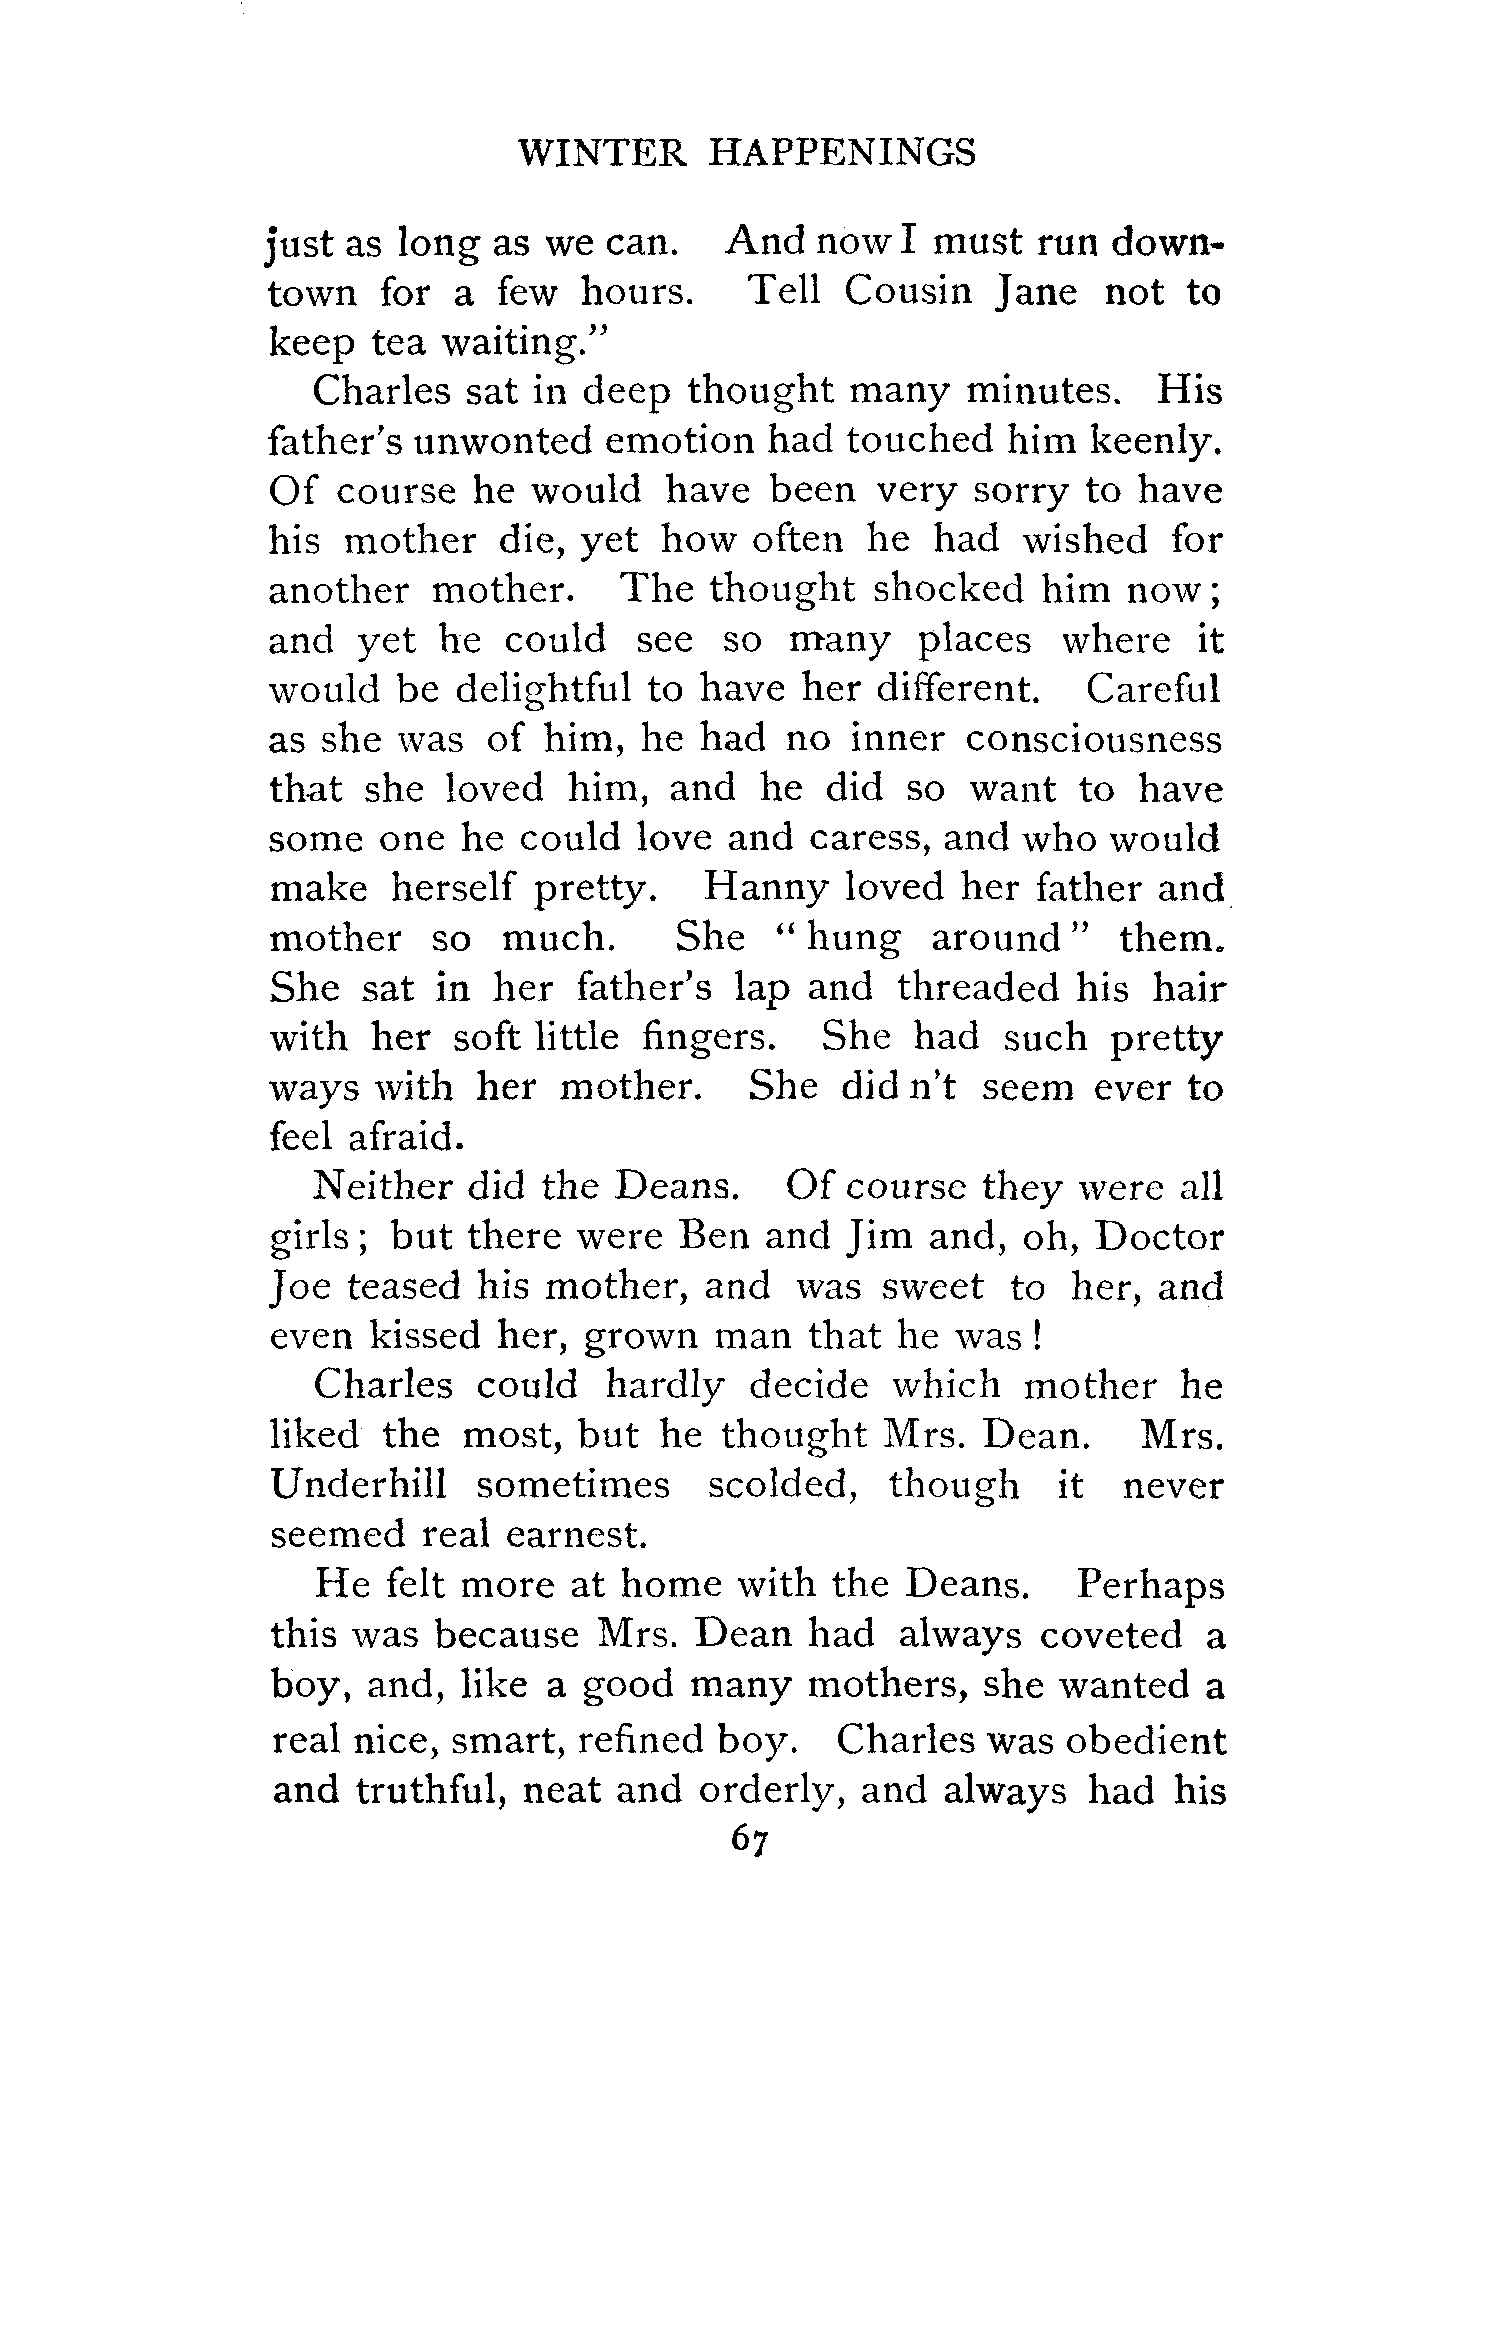 WINTER HAPPENINGS
just as long as we can. And now I must run down-
town for a few hours. Tell Cousin Jane not to
keep tea waiting."
Charles sat in deep thought many minutes. His
father's unwonted emotion had touched him keenly.
Of course he would have been very sorry to have
his mother die, yet how often he had wished for
another mother. The thought shocked him now;
and yet he could see so many places where it
would be delightful to have her different. Careful
as she was of him, he had no inner consciousness
that she loved him, and he did so want to have
some one he could love and caress, and who would
make herself pretty. Hanny loved her father and
mother so much. She "hung around" them.
She sat in her father's lap and threaded his hair
with her soft little fingers. She had such pretty
ways with her mother. She did n't seem ever to
feel afraid.
Neither did the Deans. Of course they were all
girls; but there were Ben and Jim and, oh, Doctor
Joe teased his mother, and was sweet to her, and
even kissed her, grown man that he was!
Charles could hardly decide which mother he
liked the most, but he thought Mrs. Dean. Mrs.
Underhill sometimes scolded, though it never
seemed real earnest.
He felt more at home with the Deans. Perhaps
this was because Mrs. Dean had always coveted a
boy, and, like a good many mothers, she wanted a
real nice, smart, refined boy. Charles was obedient
and truthful, neat and orderly, and always had his
67